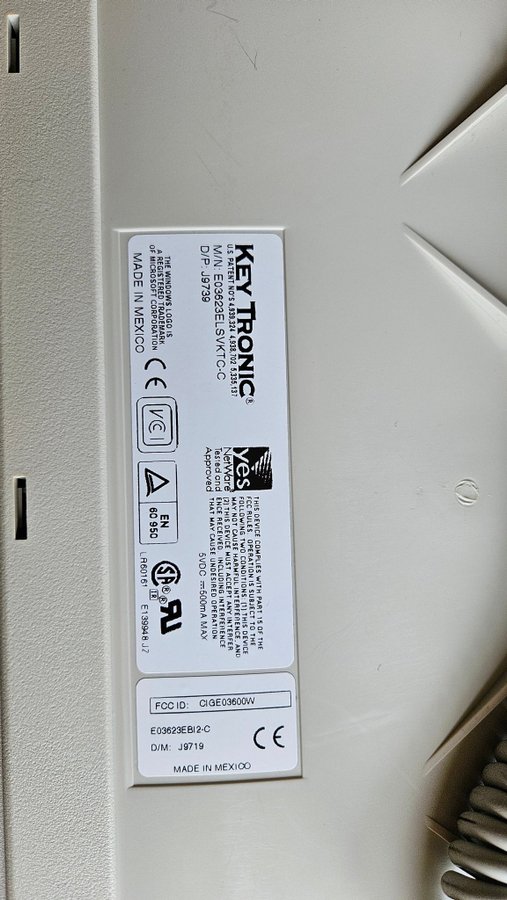 KEY TRONIC®
U.S. PATENT NO'S 4,939,324 4,938,702 5,335,137
M/N: E03623ELSVKTC-C
D/P: J9739
THE WINDOWS LOGO IS
A REGISTERED TRADEMARK
OF MICROSOFT CORPORATION
MADE IN MEXICO
yes
NetWare
Tested and
Approved
THIS DEVICE COMPLIES WITH PART 15 OF THE
FCC RULES. OPERATION IS SUBJECT TO THE
FOLLOWING TWO CONDITIONS: (1) THIS DEVICE
MAY NOT CAUSE HARMFUL INTERFERENCE, AND
(2) THIS DEVICE MUST ACCEPT ANY INTERFER
ENCE RECEIVED, INCLUDING INTERFERENCE
THAT MAY CAUSE UNDESIRED OPERATION.
5VDC ⎓500mA MAX
CE
VCI
EN
60 950
LR60161 E139948 J2
FCC ID: CIGE03600W
E03623EBI2-C
D/M: J9719
CE
MADE IN MEXICO